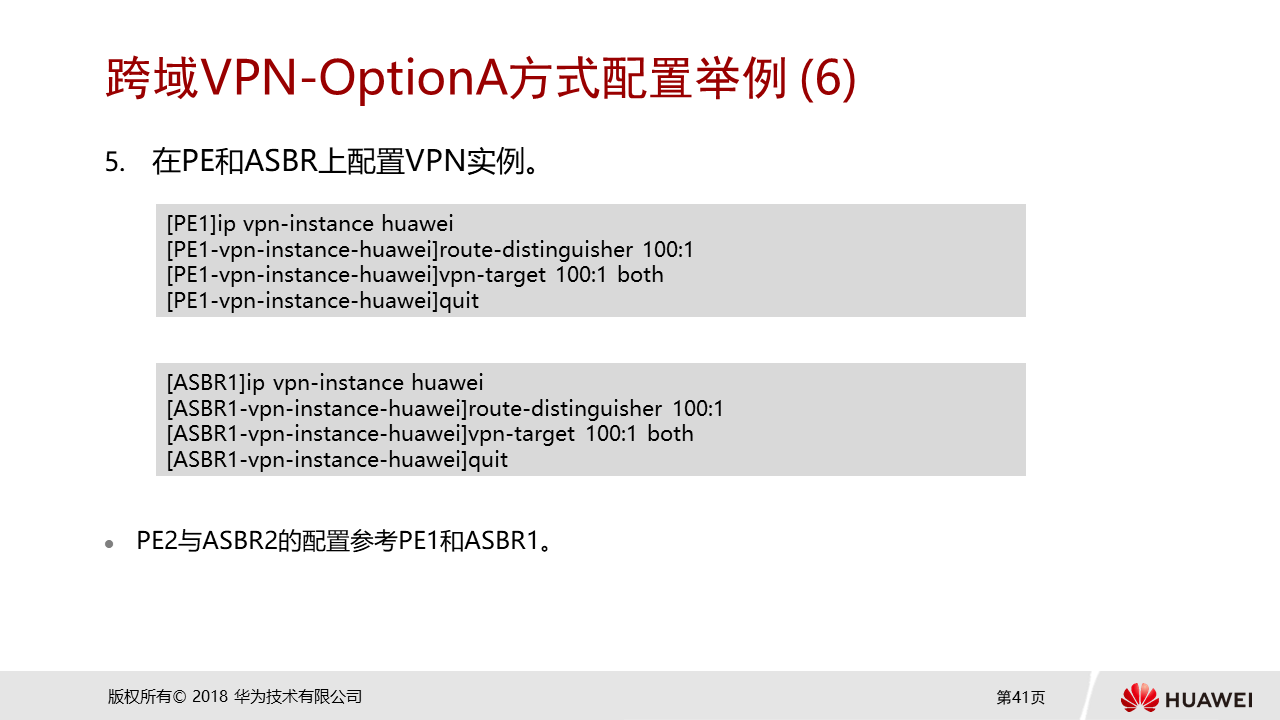 跨域VPN-OptionA方式配置举例 (6)
5. 在PE和ASBR上配置VPN实例。
[PE1]ip vpn-instance huawei
[PE1-vpn-instance-huawei]route-distinguisher 100:1
[PE1-vpn-instance-huawei]vpn-target 100:1 both
[PE1-vpn-instance-huawei]quit
[ASBR1]ip vpn-instance huawei
[ASBR1-vpn-instance-huawei]route-distinguisher 100:1
[ASBR1-vpn-instance-huawei]vpn-target 100:1 both
[ASBR1-vpn-instance-huawei]quit
● PE2与ASBR2的配置参考PE1和ASBR1。
版权所有© 2018 华为技术有限公司
第41页
HUAWEI